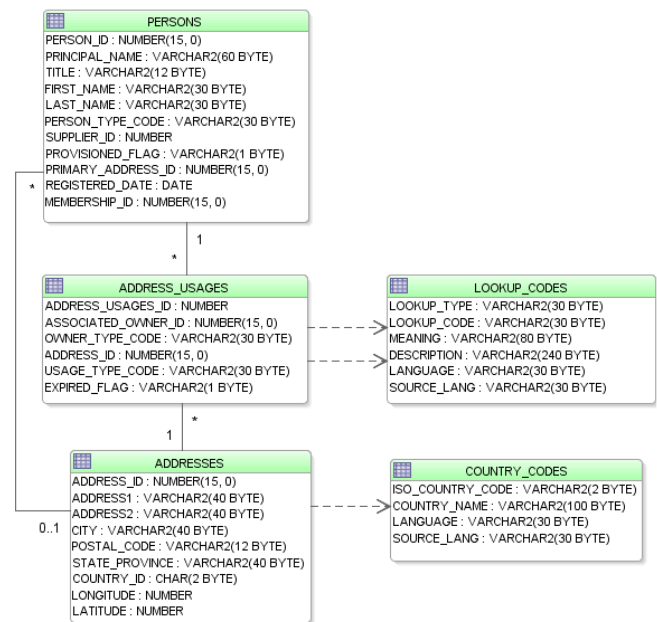 PERSONS
PERSON_ID : NUMBER(15, 0)
PRINCIPAL_NAME : VARCHAR2(60 BYTE)
TITLE : VARCHAR2(12 BYTE)
FIRST_NAME : VARCHAR2(30 BYTE)
LAST_NAME : VARCHAR2(30 BYTE)
PERSON_TYPE_CODE : VARCHAR2(30 BYTE)
SUPPLIER_ID : NUMBER
PROVISIONED_FLAG : VARCHAR2(1 BYTE)
PRIMARY_ADDRESS_ID : NUMBER(15, 0)
REGISTERED_DATE : DATE
MEMBERSHIP_ID : NUMBER(15, 0)
*
1
*
ADDRESS_USAGES
ADDRESS_USAGES_ID : NUMBER
ASSOCIATED_OWNER_ID : NUMBER(15, 0)
OWNER_TYPE_CODE : VARCHAR2(30 BYTE)
ADDRESS_ID : NUMBER(15, 0)
USAGE_TYPE_CODE : VARCHAR2(30 BYTE)
EXPIRED_FLAG : VARCHAR2(1 BYTE)
LOOKUP_CODES
LOOKUP_TYPE : VARCHAR2(30 BYTE)
LOOKUP_CODE : VARCHAR2(30 BYTE)
MEANING : VARCHAR2(80 BYTE)
DESCRIPTION : VARCHAR2(240 BYTE)
LANGUAGE : VARCHAR2(30 BYTE)
SOURCE_LANG : VARCHAR2(30 BYTE)
*
1
ADDRESSES
ADDRESS_ID : NUMBER(15, 0)
ADDRESS1 : VARCHAR2(40 BYTE)
ADDRESS2 : VARCHAR2(40 BYTE)
CITY : VARCHAR2(40 BYTE)
POSTAL_CODE : VARCHAR2(12 BYTE)
STATE_PROVINCE : VARCHAR2(40 BYTE)
COUNTRY_ID : CHAR(2 BYTE)
LONGITUDE : NUMBER
LATITUDE : NUMBER
0..1
COUNTRY_CODES
ISO_COUNTRY_CODE : VARCHAR2(2 BYTE)
COUNTRY_NAME : VARCHAR2(100 BYTE)
LANGUAGE : VARCHAR2(30 BYTE)
SOURCE_LANG : VARCHAR2(30 BYTE)